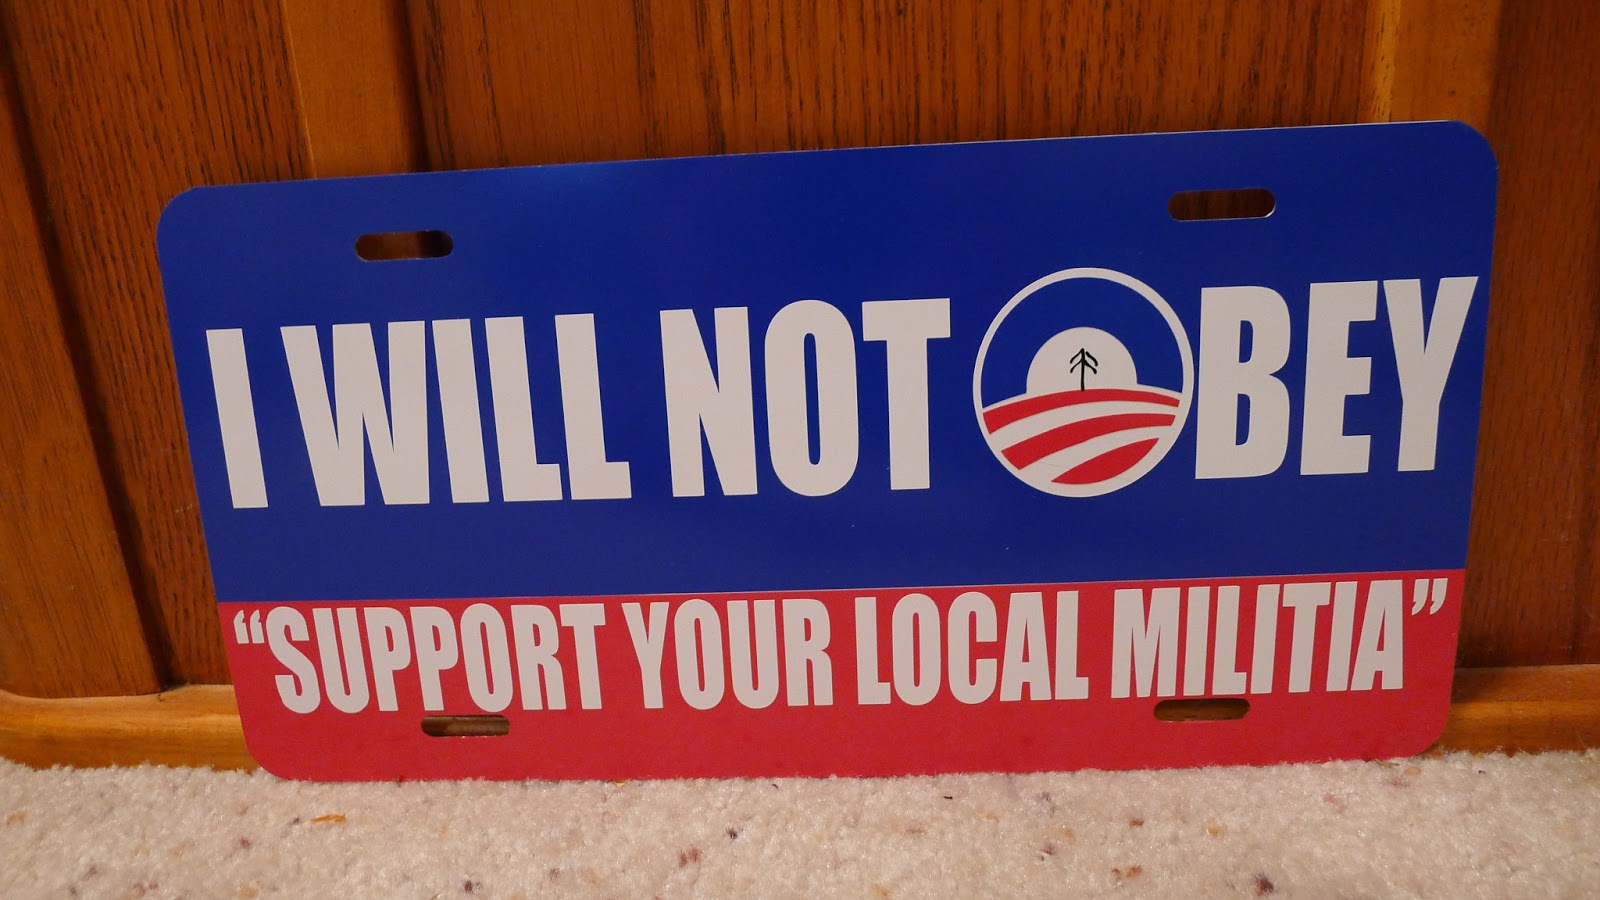 I WILL NOT OBEY
“SUPPORT YOUR LOCAL MILITIA”